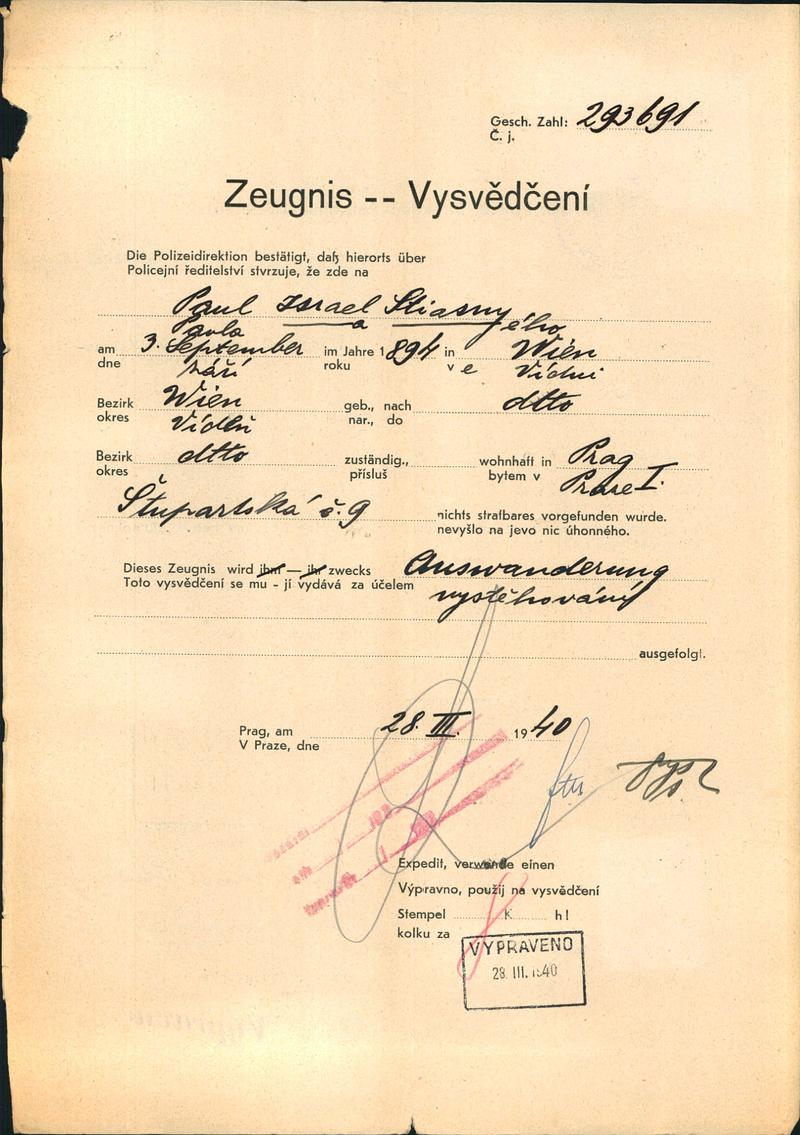 Gesch. Zahl: 293691
Č. j.
Zeugnis -- Vysvědčení
Die Polizeidirektion bestätigt, daß hierorts über
Policejní ředitelství stvrzuje, že zde na
Paul Israel Stiasny
Pavla a ého
am 3. September im Jahre 1894 in Wien
dne září roku v e Vídni
Bezirk Wien geb., nach dtto
okres Vídeň nar., do
Bezirk dtto zuständig., wohnhaft in Prag
okres přísluš bytem v Praze I.
Štupartská č. 9 nichts strafbares vorgefunden wurde.
nevyšlo na jevo nic úhonného.
Dieses Zeugnis wird ihm — ihr zwecks Auswanderung
Toto vysvědčení se mu - jí vydává za účelem vystěhování
ausgefolgt.
Prag, am 28. III. 1940
V Praze, dne
Expedit, verwende einen
Výpravno, použij na vysvědčení
Stempel K h!
kolku za
VYPRAVENO
28. III. 1940